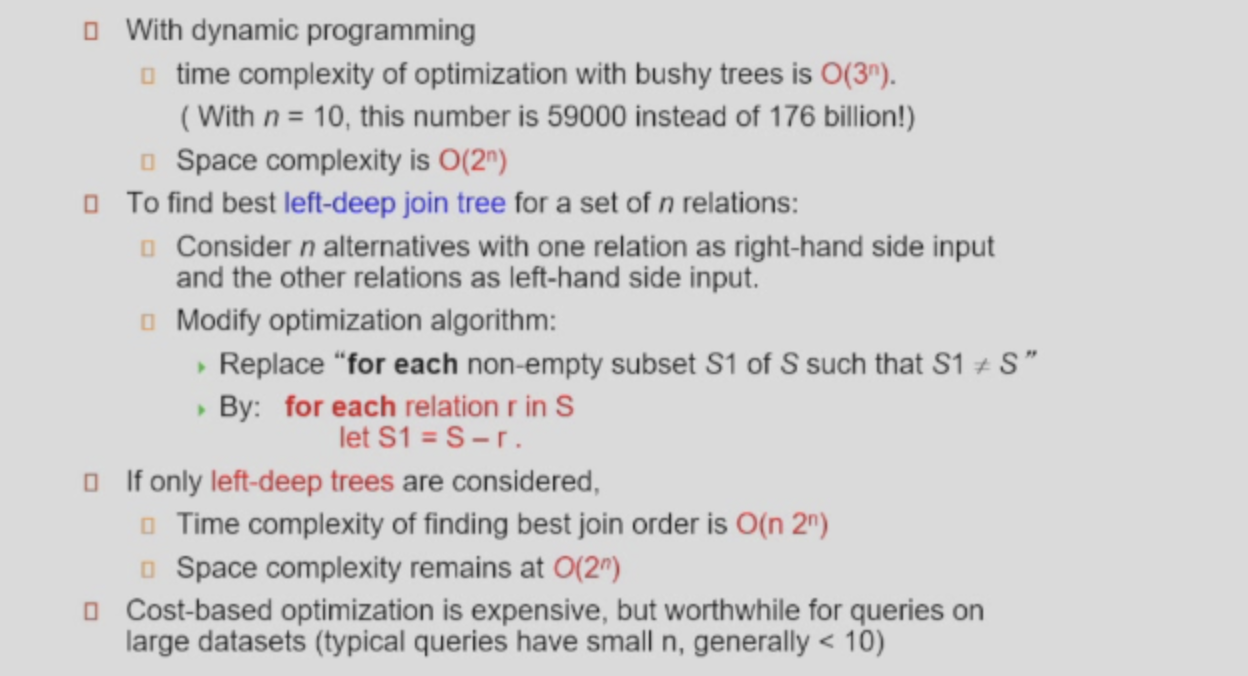 With dynamic programming
time complexity of optimization with bushy trees is O(3ⁿ).
( With n = 10, this number is 59000 instead of 176 billion!)
Space complexity is O(2ⁿ)
To find best left-deep join tree for a set of n relations:
Consider n alternatives with one relation as right-hand side input
and the other relations as left-hand side input.
Modify optimization algorithm:
Replace “for each non-empty subset S1 of S such that S1 ≠ S”
By: for each relation r in S
let S1 = S – r .
If only left-deep trees are considered,
Time complexity of finding best join order is O(n 2ⁿ)
Space complexity remains at O(2ⁿ)
Cost-based optimization is expensive, but worthwhile for queries on
large datasets (typical queries have small n, generally < 10)